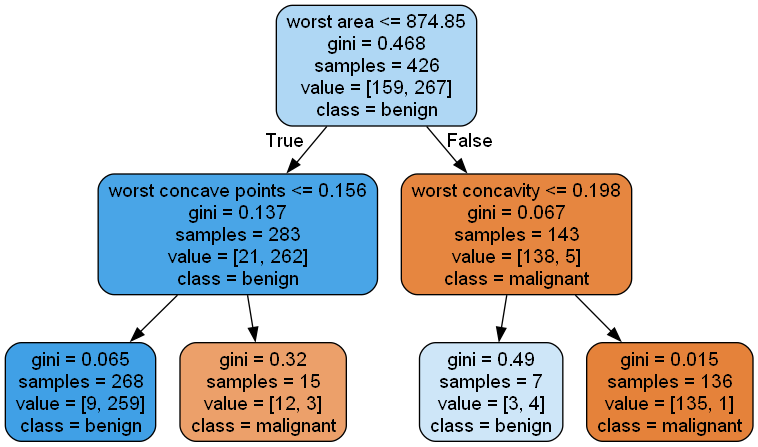 worst area <= 874.85
gini = 0.468
samples = 426
value = [159, 267]
class = benign
True
False
worst concave points <= 0.156
gini = 0.137
samples = 283
value = [21, 262]
class = benign
worst concavity <= 0.198
gini = 0.067
samples = 143
value = [138, 5]
class = malignant
gini = 0.065
samples = 268
value = [9, 259]
class = benign
gini = 0.32
samples = 15
value = [12, 3]
class = malignant
gini = 0.49
samples = 7
value = [3, 4]
class = benign
gini = 0.015
samples = 136
value = [135, 1]
class = malignant